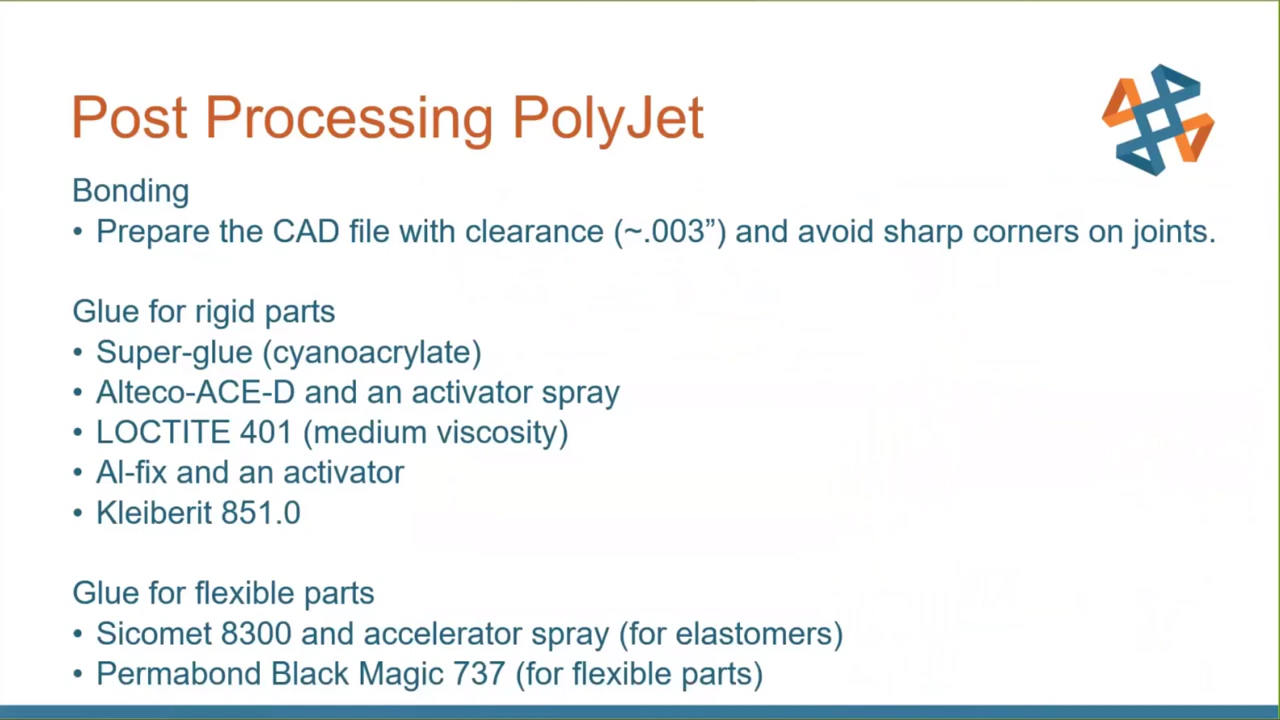 Post Processing PolyJet
Bonding
• Prepare the CAD file with clearance (~.003”) and avoid sharp corners on joints.
Glue for rigid parts
• Super-glue (cyanoacrylate)
• Alteco-ACE-D and an activator spray
• LOCTITE 401 (medium viscosity)
• Al-fix and an activator
• Kleiberit 851.0
Glue for flexible parts
• Sicomet 8300 and accelerator spray (for elastomers)
• Permabond Black Magic 737 (for flexible parts)